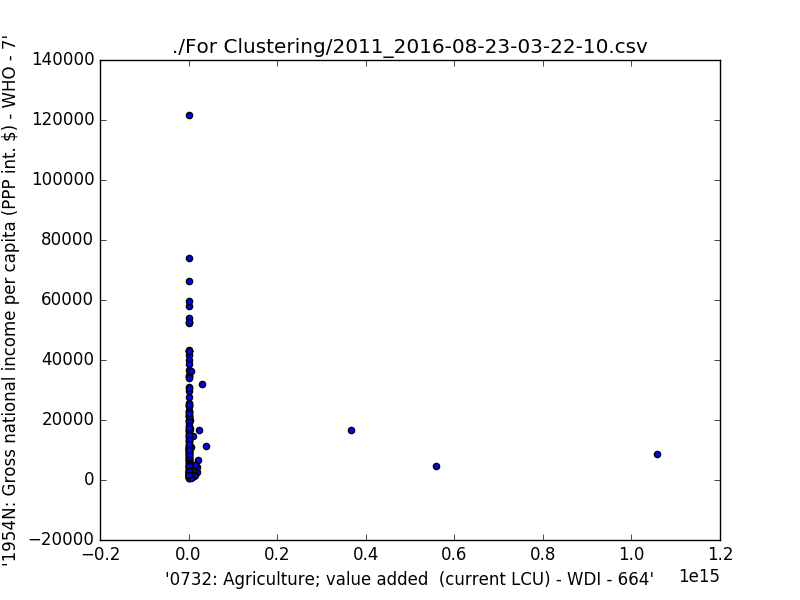 ./For Clustering/2011_2016-08-23-03-22-10.csv
140000
120000
100000
80000
60000
40000
20000
0
−20000
−0.2 0.0 0.2 0.4 0.6 0.8 1.0 1.2
1e15
'0732: Agriculture; value added  (current LCU) - WDI - 664'
'1954N: Gross national income per capita (PPP int. $) - WHO - 7'